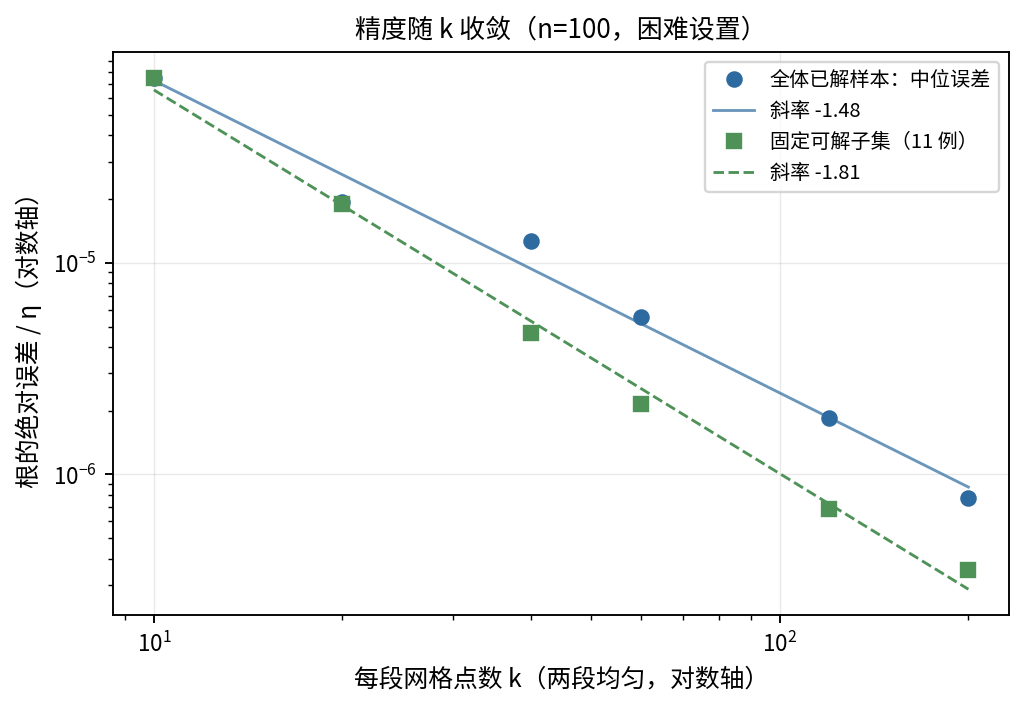 精度随 k 收敛（n=100，困难设置）
全体已解样本：中位误差
斜率 -1.48
固定可解子集（11 例）
斜率 -1.81
根的绝对误差 / η（对数轴）
10⁻⁵
10⁻⁶
10¹
10²
每段网格点数 k（两段均匀，对数轴）